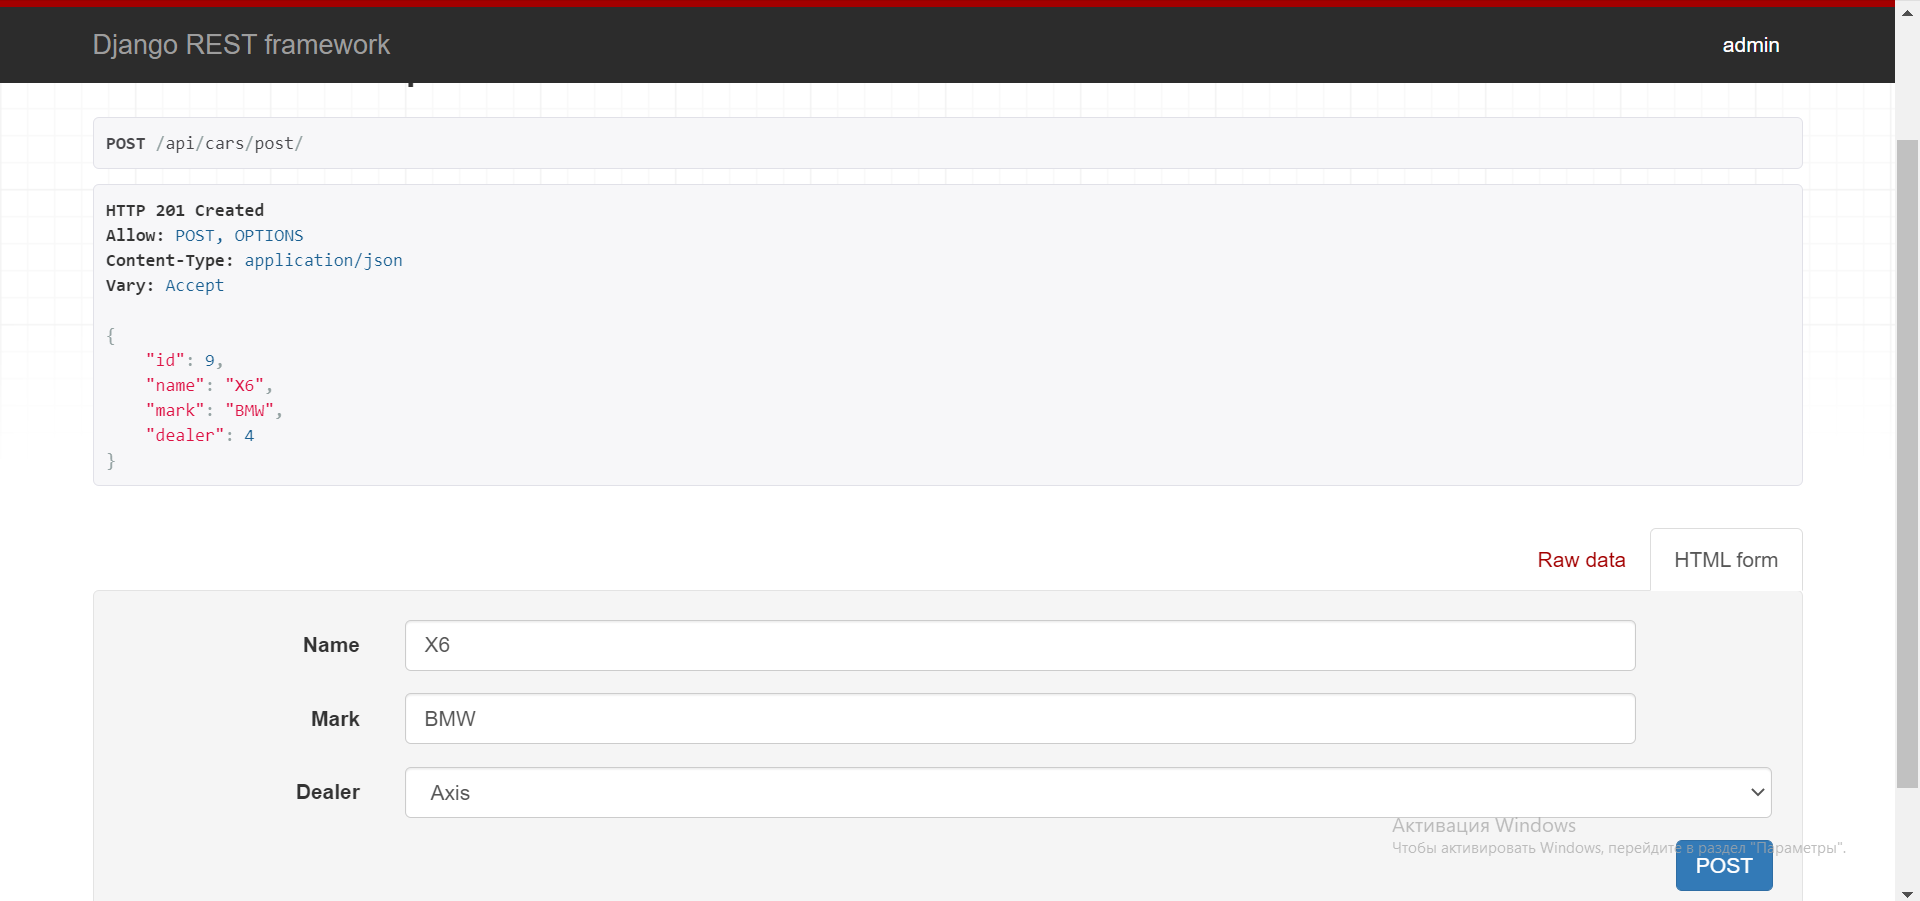 Django REST framework
admin
POST /api/cars/post/
HTTP 201 Created
Allow: POST, OPTIONS
Content-Type: application/json
Vary: Accept
{
    "id": 9,
    "name": "X6",
    "mark": "BMW",
    "dealer": 4
}
Raw data
HTML form
Name
X6
Mark
BMW
Dealer
Axis
Активация Windows
Чтобы активировать Windows, перейдите в раздел "Параметры".
POST